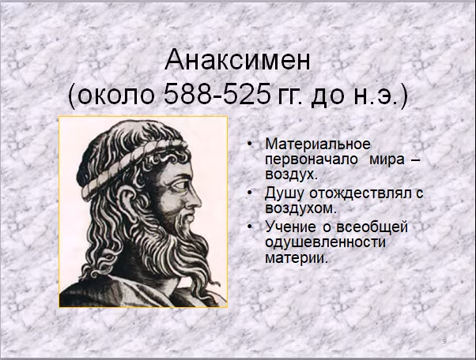 Анаксимен
(около 588-525 гг. до н.э.)
• Материальное
первоначало мира –
воздух.
• Душу отождествлял с
воздухом.
• Учение о всеобщей
одушевленности
материи.